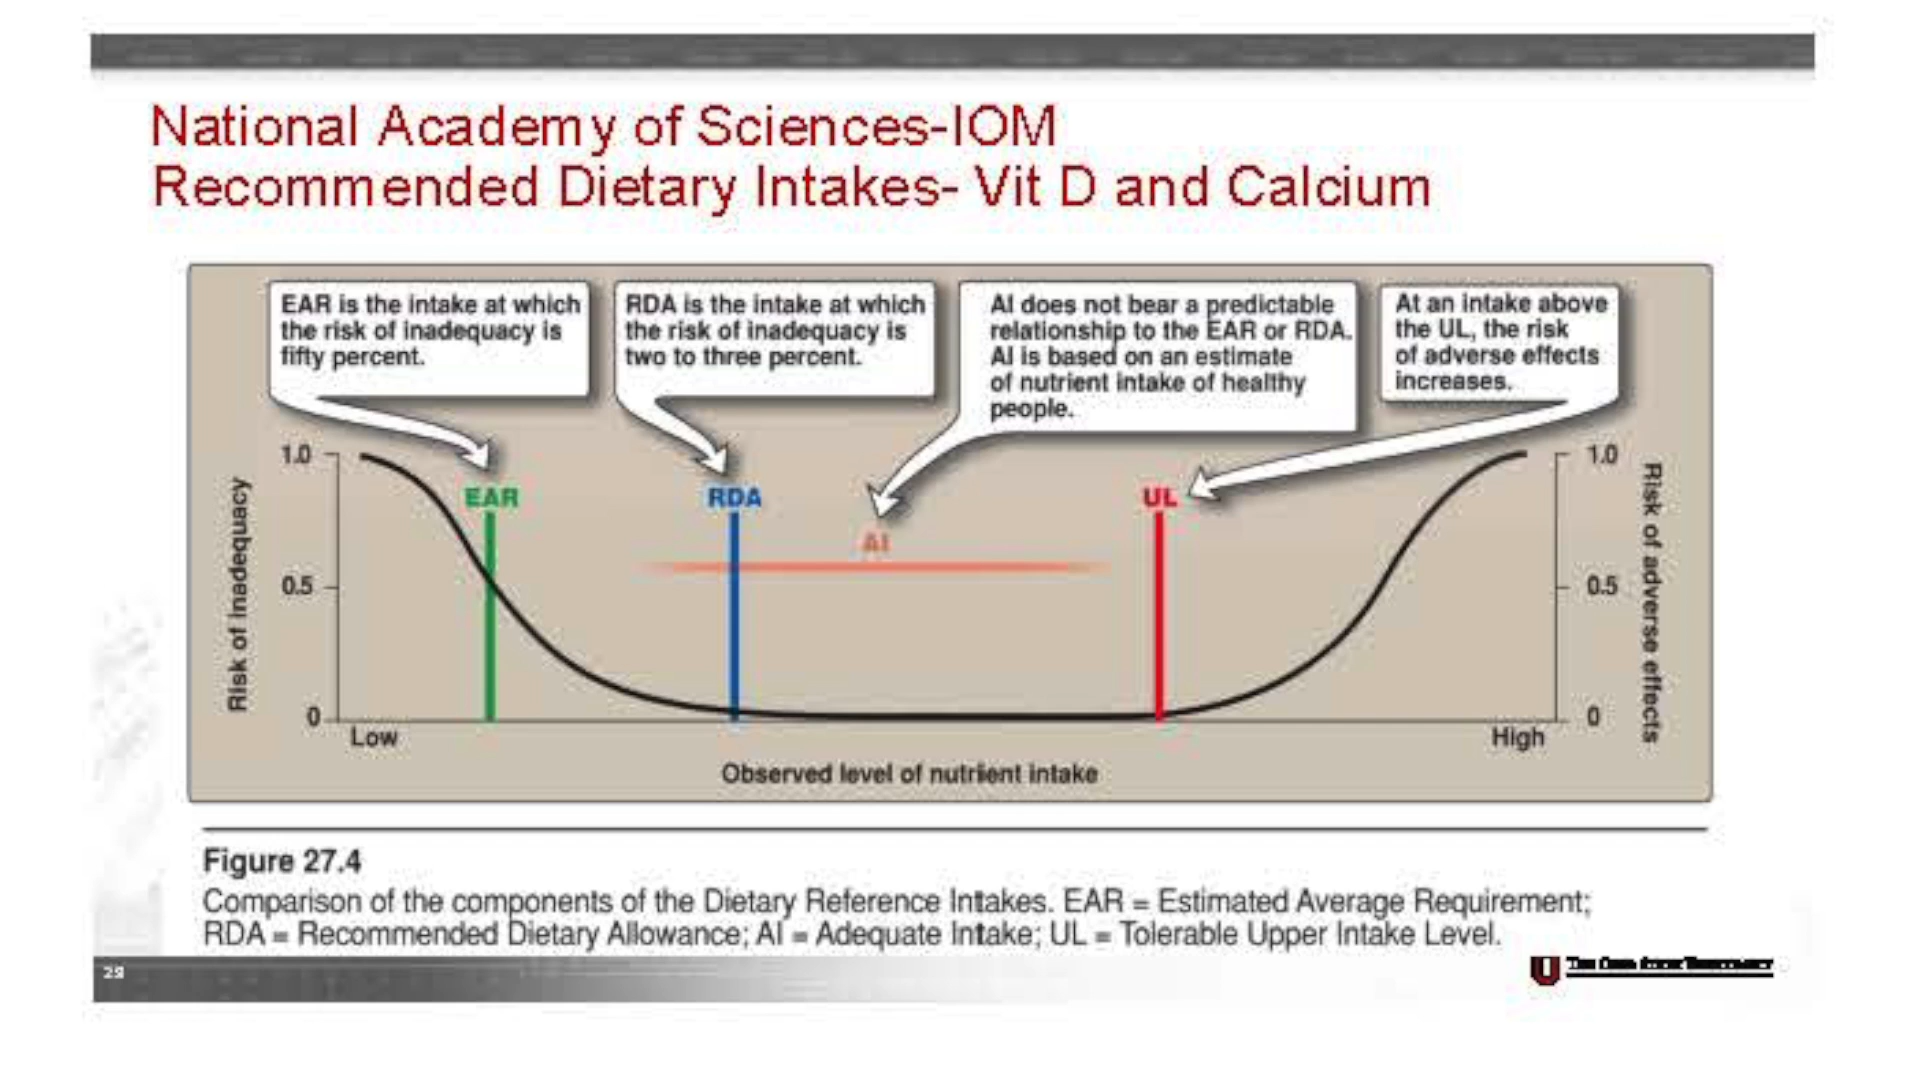 National Academy of Sciences-IOM
Recommended Dietary Intakes- Vit D and Calcium
EAR is the intake at which
the risk of inadequacy is
fifty percent.
RDA is the intake at which
the risk of inadequacy is
two to three percent.
AI does not bear a predictable
relationship to the EAR or RDA.
AI is based on an estimate
of nutrient intake of healthy
people.
At an intake above
the UL, the risk
of adverse effects
increases.
Risk of inadequacy
1.0
0.5
0
EAR
RDA
AI
UL
1.0
0.5
0
Risk of adverse effects
Low
High
Observed level of nutrient intake
Figure 27.4
Comparison of the components of the Dietary Reference Intakes. EAR = Estimated Average Requirement;
RDA = Recommended Dietary Allowance; AI = Adequate Intake; UL = Tolerable Upper Intake Level.